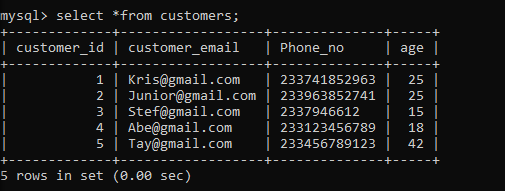 mysql> select *from customers;
+-------------+------------------+--------------+-----+
| customer_id | customer_email   | Phone_no     | age |
+-------------+------------------+--------------+-----+
|           1 | Kris@gmail.com   | 233741852963 |  25 |
|           2 | Junior@gmail.com | 233963852741 |  25 |
|           3 | Stef@gmail.com   | 2337946612   |  15 |
|           4 | Abe@gmail.com    | 233123456789 |  18 |
|           5 | Tay@gmail.com    | 233456789123 |  42 |
+-------------+------------------+--------------+-----+
5 rows in set (0.00 sec)